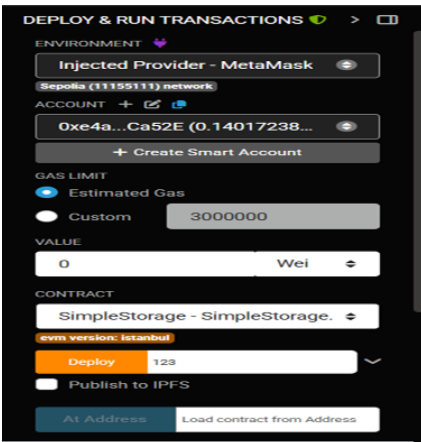 DEPLOY & RUN TRANSACTIONS
ENVIRONMENT
Injected Provider - MetaMask
Sepolia (11155111) network
ACCOUNT
0xe4a...Ca52E (0.14017238...
+ Create Smart Account
GAS LIMIT
Estimated Gas
Custom 3000000
VALUE
0 Wei
CONTRACT
SimpleStorage - SimpleStorage.
evm version: istanbul
Deploy 123
Publish to IPFS
At Address Load contract from Address